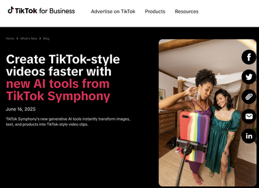 TikTok for Business
Advertise on TikTok Products Resources
Home > What's New > Blog
Create TikTok-style
videos faster with
new AI tools from
TikTok Symphony
June 16, 2025
TikTok Symphony's new generative AI tools instantly transform images,
text, and products into TikTok-style video clips.